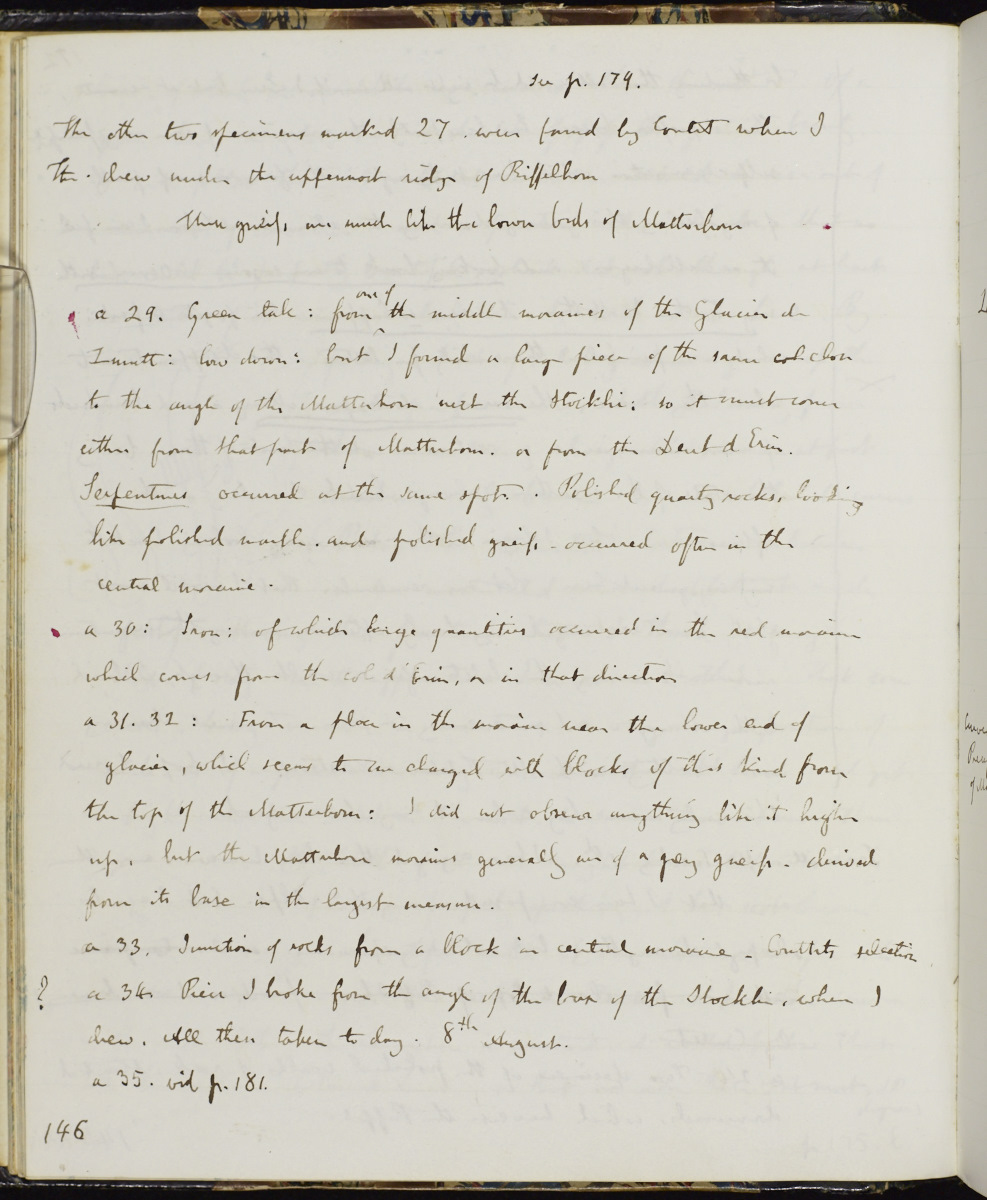 see p. 179.
The other two specimens marked 27. were found by Coutet where I
The. drew under the uppermost ridge of Riffelhorn
These gneiss are much like the lower beds of Matterhorn
a 29. Green talc: from one of the middle moraines of the Glacier de
Zmutt: low down: but I found a large piece of the same close
to the angle of the Matterhorn next the Stockhi: so it must come
either from that part of Matterhorn. or from the Dent d Erin.
Serpentines occurred at the same spot. Polished quartz rocks, looking
like polished marble. and polished gneiss - occurred often in the
central moraine.
a 30: Iron: of which large quantities occurred in the red moraine
which comes from the col d'Erin, or in that direction
a 31. 32: From a place in the moraine near the lower end of
glacier, which seems to me charged with blocks of this kind from
the top of the Matterhorn: I did not observe anything like it higher
up, but the Matterhorn moraines generally are of a grey gneiss - derived
from its base in the largest measure.
a 33. Junction of rocks from a block in central moraine - Couttets selection
? a 34. Piece I broke from the angle of the base of the Stockhi, where I
drew. All these taken to day. 8th August.
a 35. vid p. 181.
146